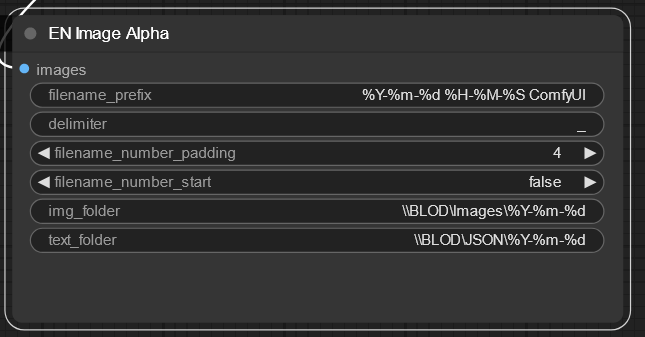 EN Image Alpha
images
filename_prefix %Y-%m-%d %H-%M-%S ComfyUI
delimiter _
filename_number_padding 4
filename_number_start false
img_folder \\BLOD\Images\%Y-%m-%d
text_folder \\BLOD\JSON\%Y-%m-%d